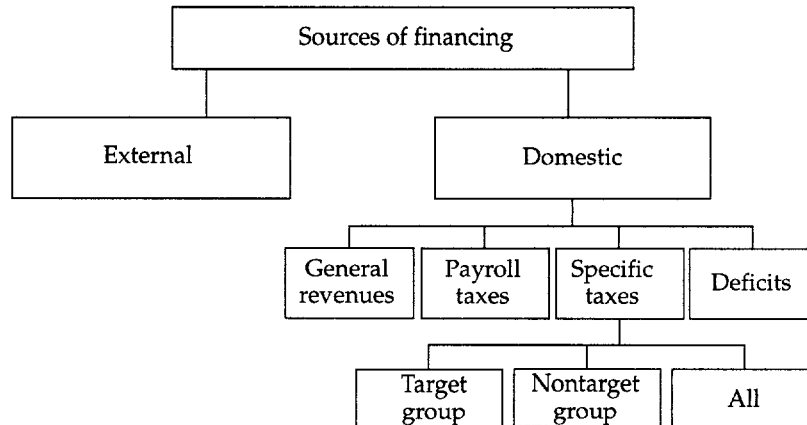 Sources of financing
External
Domestic
General
revenues
Payroll
taxes
Specific
taxes
Deficits
Target
group
Nontarget
group
All